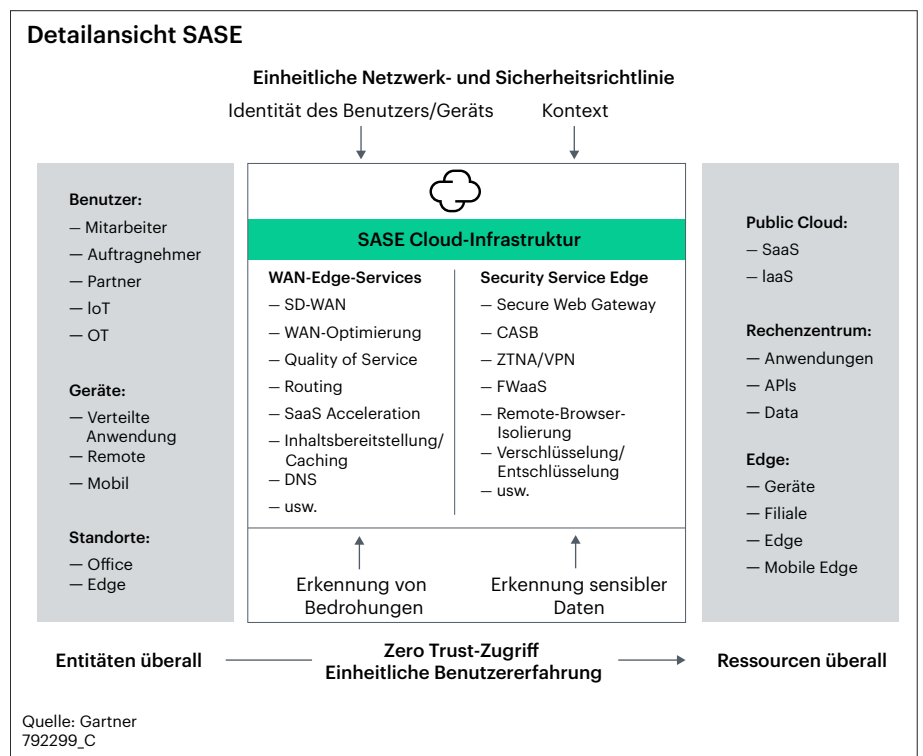 Detailansicht SASE
Einheitliche Netzwerk- und Sicherheitsrichtlinie
Identität des Benutzers/Geräts
Kontext
Benutzer:
— Mitarbeiter
— Auftragnehmer
— Partner
— IoT
— OT
Geräte:
— Verteilte
Anwendung
— Remote
— Mobil
Standorte:
— Office
— Edge
SASE Cloud-Infrastruktur
WAN-Edge-Services
— SD-WAN
— WAN-Optimierung
— Quality of Service
— Routing
— SaaS Acceleration
— Inhaltsbereitstellung/
Caching
— DNS
— usw.
Security Service Edge
— Secure Web Gateway
— CASB
— ZTNA/VPN
— FWaaS
— Remote-Browser-
Isolierung
— Verschlüsselung/
Entschlüsselung
— usw.
Erkennung von
Bedrohungen
Erkennung sensibler
Daten
Public Cloud:
— SaaS
— IaaS
Rechenzentrum:
— Anwendungen
— APIs
— Data
Edge:
— Geräte
— Filiale
— Edge
— Mobile Edge
Entitäten überall
Zero Trust-Zugriff
Einheitliche Benutzererfahrung
Ressourcen überall
Quelle: Gartner
792299_C